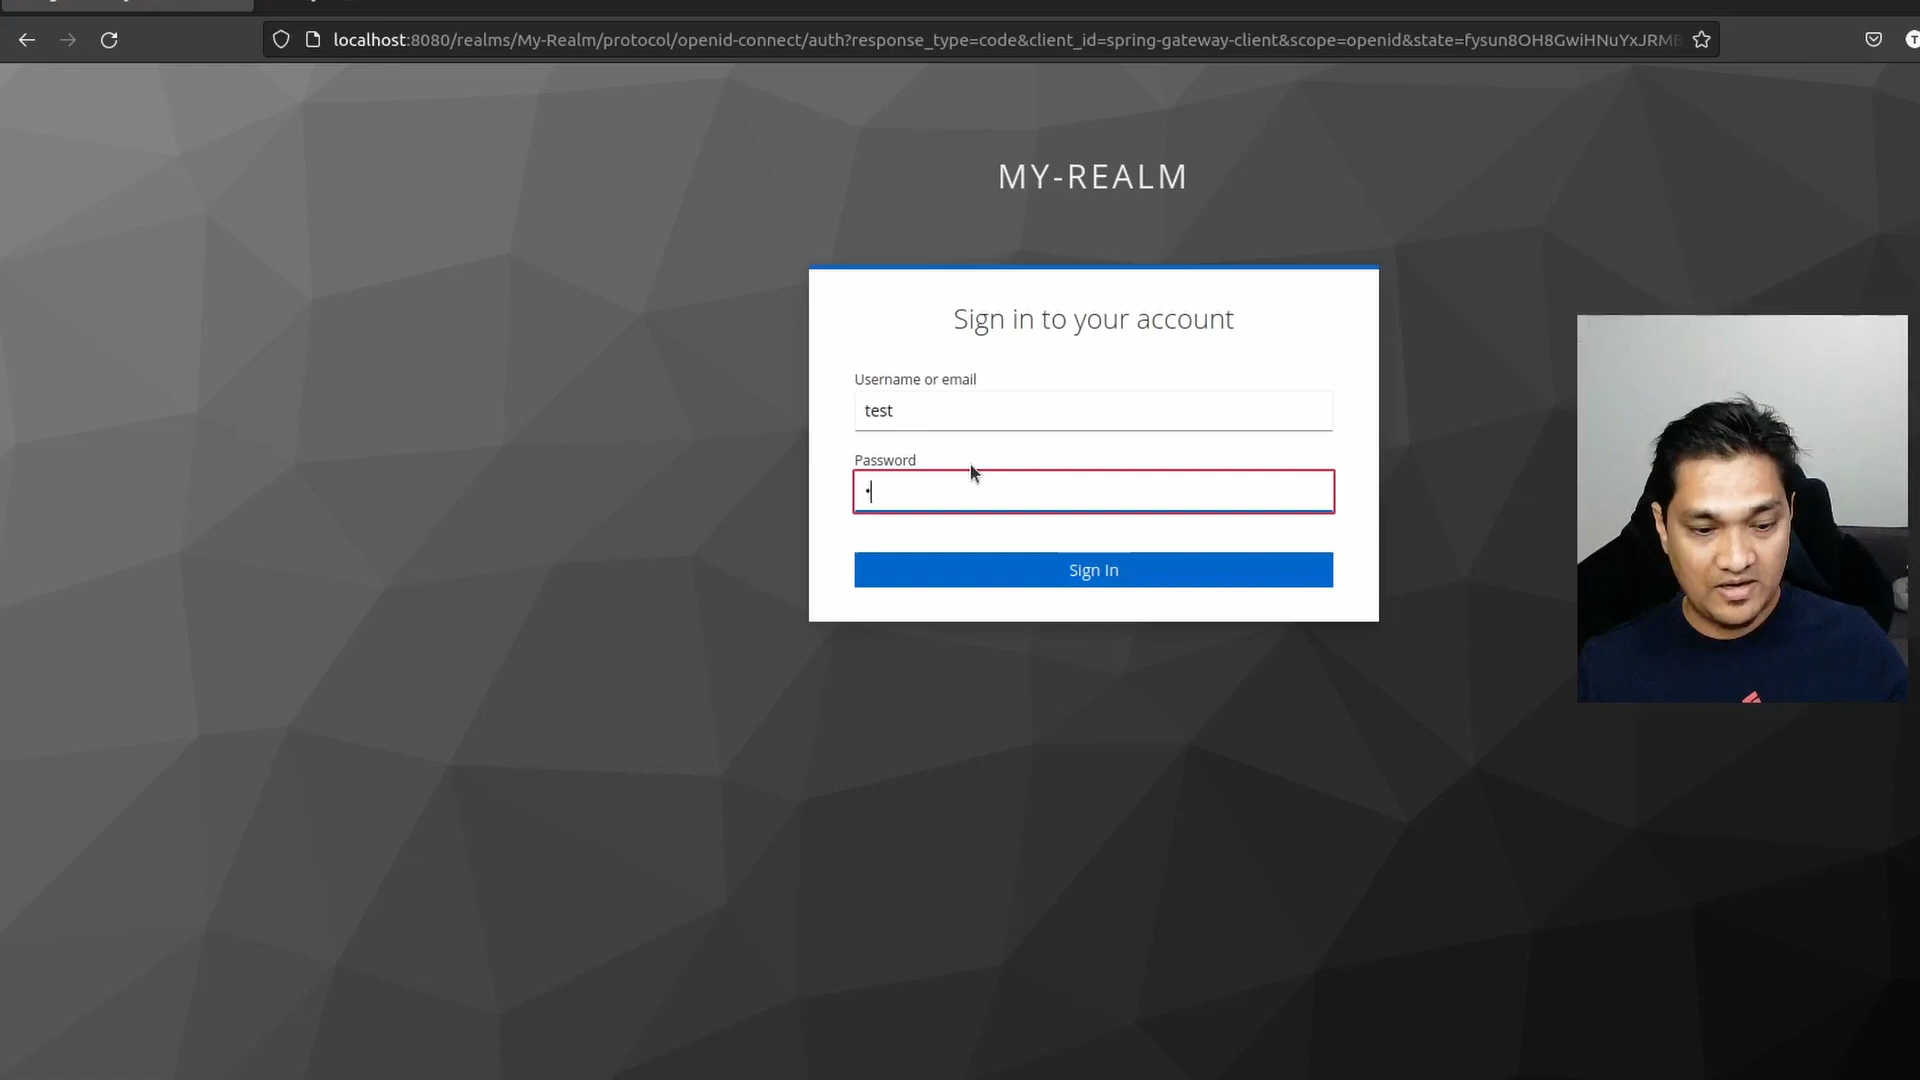 localhost:8080/realms/My-Realm/protocol/openid-connect/auth?response_type=code&client_id=spring-gateway-client&scope=openid&state=fysun8OH8GwiHNuYxJRME
MY-REALM
Sign in to your account
Username or email
test
Password
Sign In